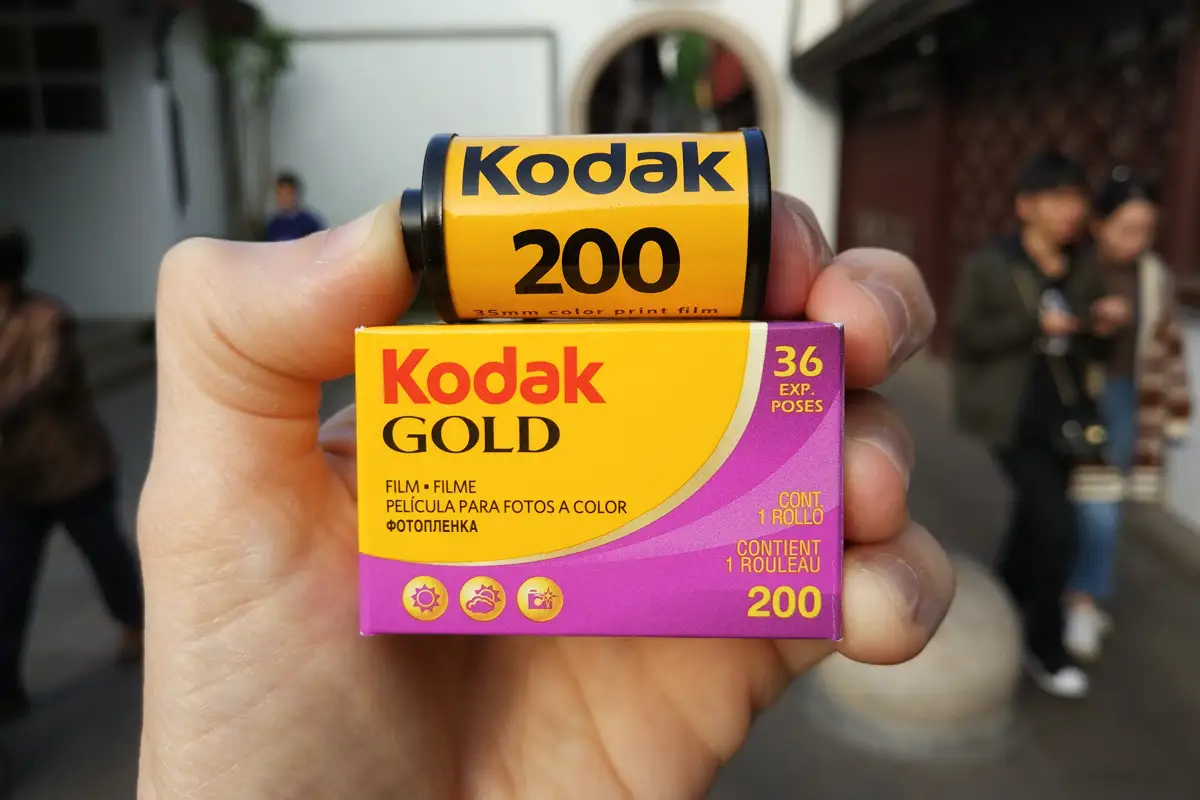 Kodak
200
35mm color print film
Kodak
GOLD
FILM • FILME
PELÍCULA PARA FOTOS A COLOR
ФОТОПЛЕНКА
36
EXP.
POSES
CONT.
1 ROLLO
CONTIENT
1 ROULEAU
200